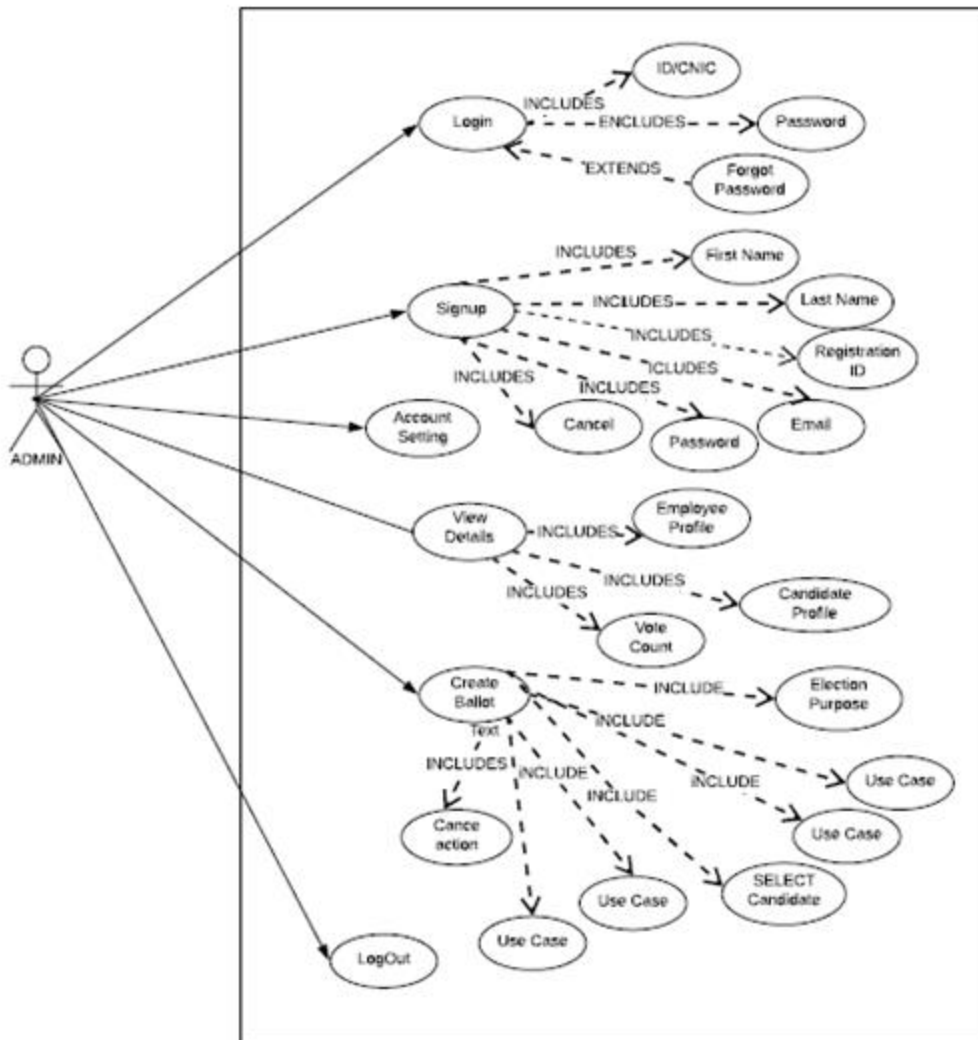 ID/CNIC
INCLUDES
Login
ENCLUDES
Password
EXTENDS
Forgot
Password
INCLUDES
First Name
Signup
INCLUDES
Last Name
INCLUDES
Registration
ID
INCLUDES
ICLUDES
INCLUDES
Account
Setting
Cancel
Password
Email
ADMIN
View
Details
INCLUDES
Employee
Profile
INCLUDES
INCLUDES
Candidate
Profile
Vote
Count
Create
Ballot
INCLUDE
Election
Purpose
Text
INCLUDE
INCLUDES
INCLUDE
INCLUDE
INCLUDE
Use Case
Cance
action
Use Case
SELECT
Candidate
Use Case
Use Case
LogOut